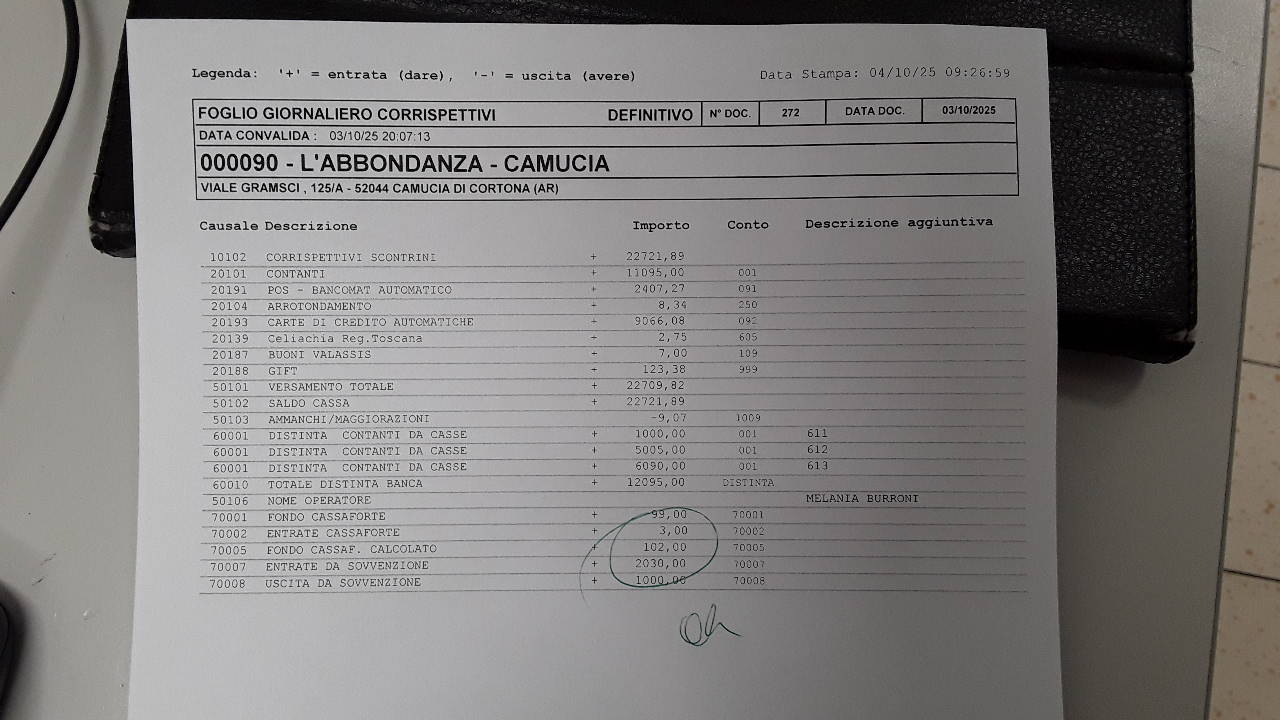 Legenda: '+' = entrata (dare), '-' = uscita (avere) Data Stampa: 04/10/25 09:26:59
FOGLIO GIORNALIERO CORRISPETTIVI DEFINITIVO N° DOC. 272 DATA DOC. 03/10/2025
DATA CONVALIDA : 03/10/25 20:07:13
000090 - L'ABBONDANZA - CAMUCIA
VIALE GRAMSCI , 125/A - 52044 CAMUCIA DI CORTONA (AR)
Causale Descrizione Importo Conto Descrizione aggiuntiva
10102 CORRISPETTIVI SCONTRINI + 22721,89
20101 CONTANTI + 11095,00 001
20191 POS - BANCOMAT AUTOMATICO + 2407,27 091
20104 ARROTONDAMENTO + 8,34 250
20193 CARTE DI CREDITO AUTOMATICHE + 9066,08 092
20139 Celiachia Reg.Toscana + 2,75 605
20187 BUONI VALASSIS + 7,00 109
20188 GIFT + 123,38 999
50101 VERSAMENTO TOTALE + 22709,82
50102 SALDO CASSA + 22721,89
50103 AMMANCHI/MAGGIORAZIONI -9,07 1009
60001 DISTINTA CONTANTI DA CASSE + 1000,00 001 611
60001 DISTINTA CONTANTI DA CASSE + 5005,00 001 612
60001 DISTINTA CONTANTI DA CASSE + 6090,00 001 613
60010 TOTALE DISTINTA BANCA + 12095,00 DISTINTA
50106 NOME OPERATORE MELANIA BURRONI
70001 FONDO CASSAFORTE + 99,00 70001
70002 ENTRATE CASSAFORTE + 3,00 70002
70005 FONDO CASSAF. CALCOLATO + 102,00 70005
70007 ENTRATE DA SOVVENZIONE + 2030,00 70007
70008 USCITA DA SOVVENZIONE + 1000,00 70008